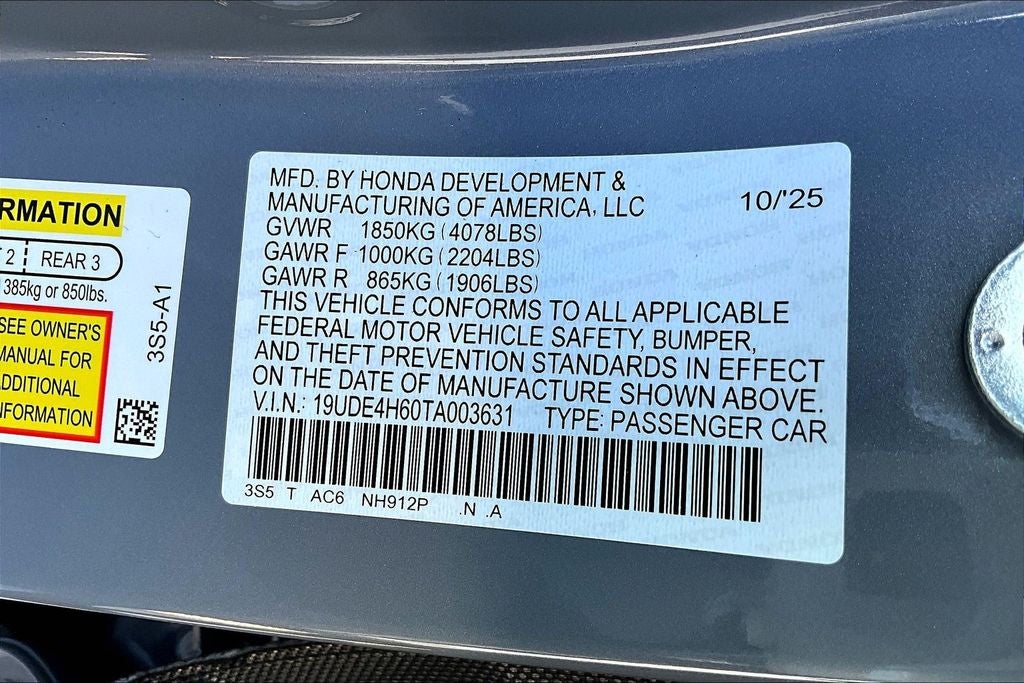 RMATION
2 REAR 3
385kg or 850lbs.
SEE OWNER'S
MANUAL FOR
ADDITIONAL
INFORMATION
3S5-A1
MFD. BY HONDA DEVELOPMENT &
MANUFACTURING OF AMERICA, LLC 10/'25
GVWR 1850KG (4078LBS)
GAWR F 1000KG (2204LBS)
GAWR R 865KG (1906LBS)
THIS VEHICLE CONFORMS TO ALL APPLICABLE
FEDERAL MOTOR VEHICLE SAFETY, BUMPER,
AND THEFT PREVENTION STANDARDS IN EFFECT
ON THE DATE OF MANUFACTURE SHOWN ABOVE.
V.I.N.: 19UDE4H60TA003631 TYPE: PASSENGER CAR
3S5 T AC6 NH912P .N .A